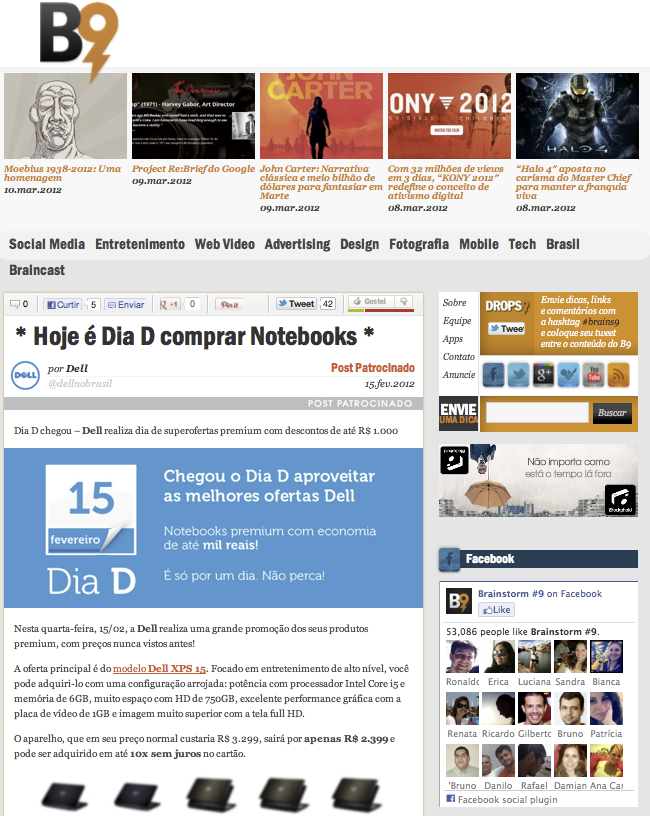 B9
op" (1971) - Harvey Gabor, Art Director
JOHN
CARTER
ONY 2012
INVISIBLE CHILDREN
WATCH THE FILM
HALO 4
Moebius 1938-2012: Uma
homenagem
10.mar.2012
Project Re:Brief do Google
09.mar.2012
John Carter: Narrativa
clássica e meio bilhão de
dólares para fantasiar em
Marte
09.mar.2012
Com 32 milhões de views
em 3 dias, "KONY 2012"
redefine o conceito de
ativismo digital
08.mar.2012
"Halo 4" aposta no
carisma do Master Chief
para manter a franquia
viva
08.mar.2012
Social Media Entretenimento Web Video Advertising Design Fotografia Mobile Tech Brasil
Braincast
0 Curtir 5 Enviar +1 0 Pin it Tweet 42 Gostei
* Hoje é Dia D comprar Notebooks *
DELL
por Dell
@dellnobrasil
Post Patrocinado
15.fev.2012
POST PATROCINADO
Dia D chegou – Dell realiza dia de superofertas premium com descontos de até R$ 1.000
15
fevereiro
Dia D
Chegou o Dia D aproveitar
as melhores ofertas Dell
Notebooks premium com economia
de até mil reais!
É só por um dia. Não perca!
Nesta quarta-feira, 15/02, a Dell realiza uma grande promoção dos seus produtos
premium, com preços nunca vistos antes!
A oferta principal é do modelo Dell XPS 15. Focado em entretenimento de alto nível, você
pode adquiri-lo com uma configuração arrojada: potência com processador Intel Core i5 e
memória de 6GB, muito espaço com HD de 750GB, excelente performance gráfica com a
placa de vídeo de 1GB e imagem muito superior com a tela full HD.
O aparelho, que em seu preço normal custaria R$ 3.299, sairá por apenas R$ 2.399 e
pode ser adquirido em até 10x sem juros no cartão.
Sobre
Equipe
Apps
Contato
Anuncie
DROPS9
Tweet
Envie dicas, links
e comentários com
a hashtag #brains9
e coloque seu tweet
entre o conteúdo do B9
You
Tube
ENVIE
UMA DICA
Buscar
Não importa como
está o tempo lá fora
Facebook
B9
Brainstorm #9 on Facebook
Like
53,086 people like Brainstorm #9.
Ronaldo Erica Luciana Sandra Bianca
Renata Ricardo Gilberto Bruno Patrícia
'Bruno Danilo Rafael Damian Ana Car
Facebook social plugin